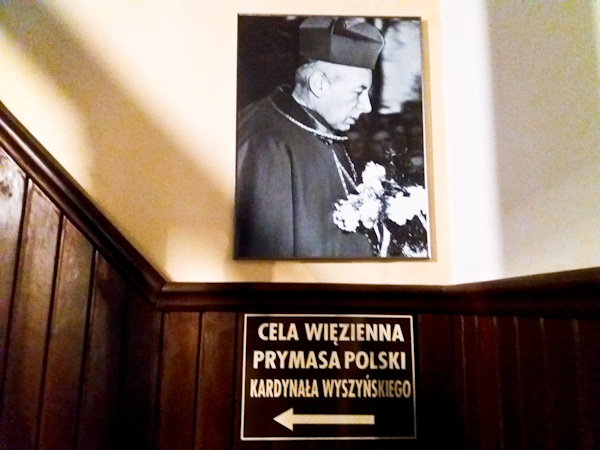 CELA WIĘZIENNA
PRYMASA POLSKI
KARDYNAŁA WYSZYŃSKIEGO